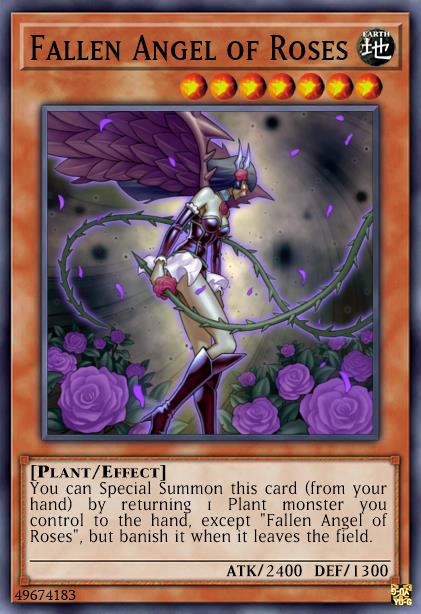 FALLEN ANGEL OF ROSES
EARTH
地
[PLANT/EFFECT]
You can Special Summon this card (from your
hand) by returning 1 Plant monster you
control to the hand, except "Fallen Angel of
Roses", but banish it when it leaves the field.
ATK/2400 DEF/1300
49674183